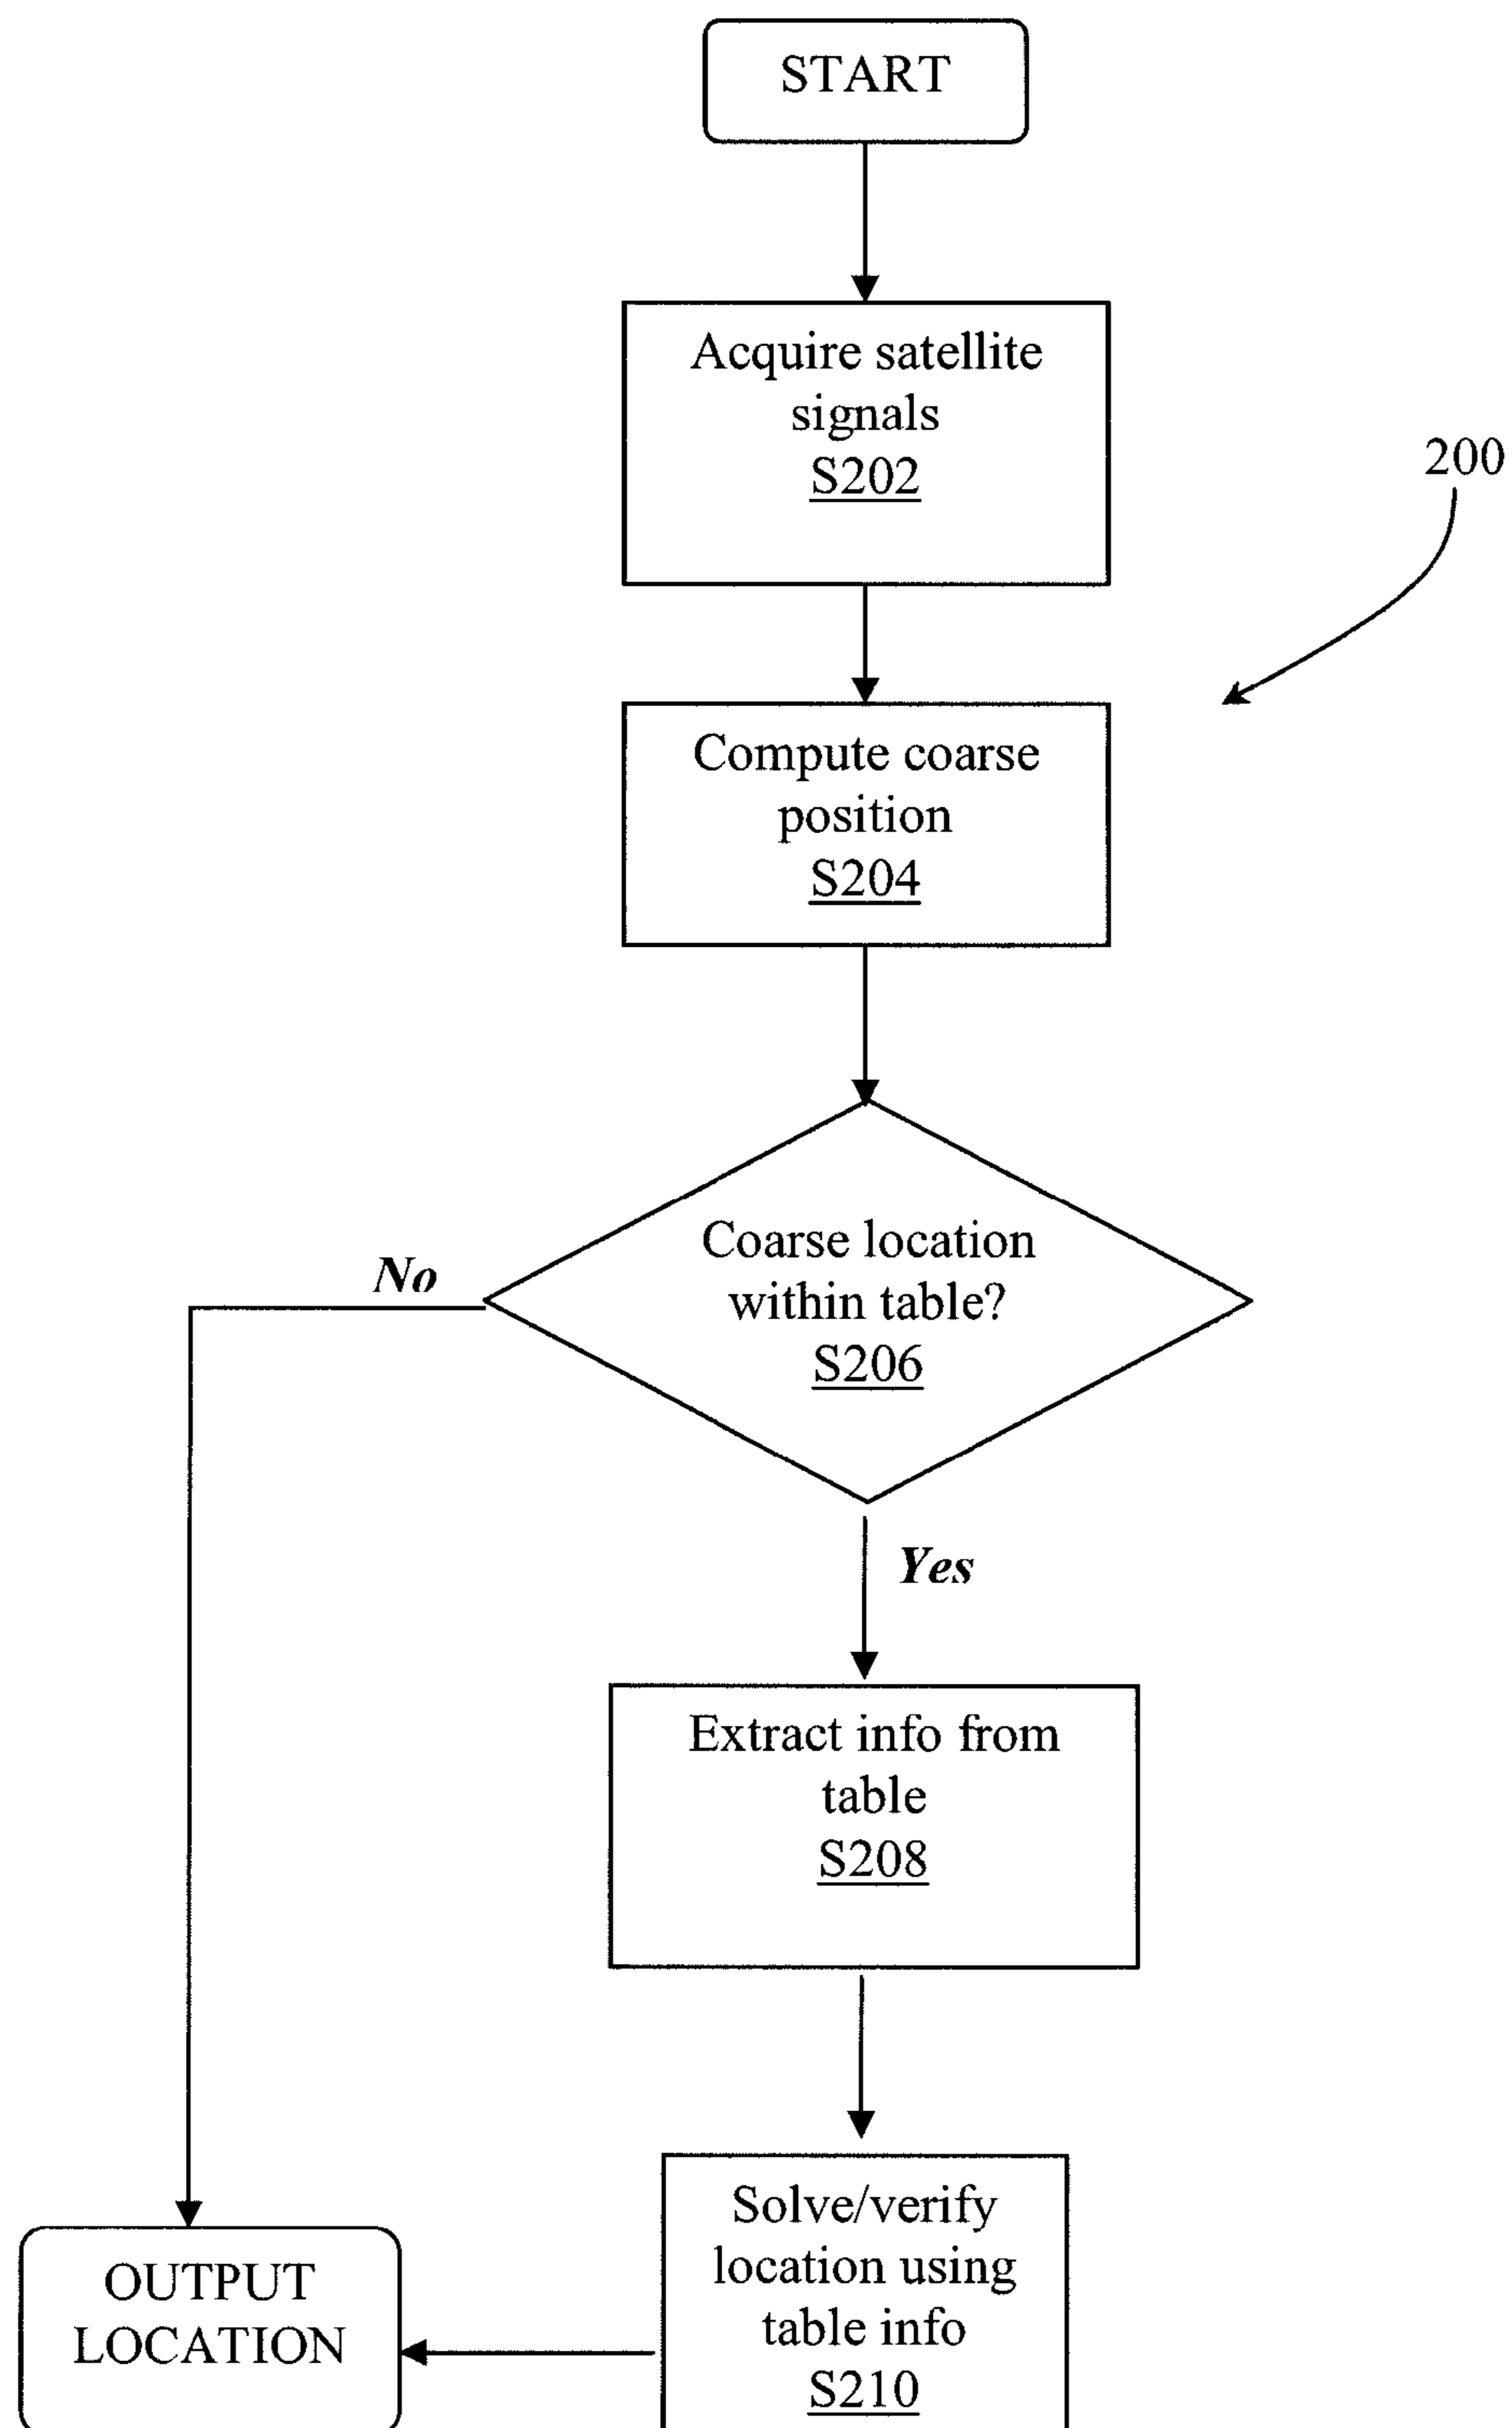 START
Acquire satellite
signals
S202
200
Compute coarse
position
S204
Coarse location
within table?
S206
No
Yes
Extract info from
table
S208
Solve/verify
location using
table info
S210
OUTPUT
LOCATION